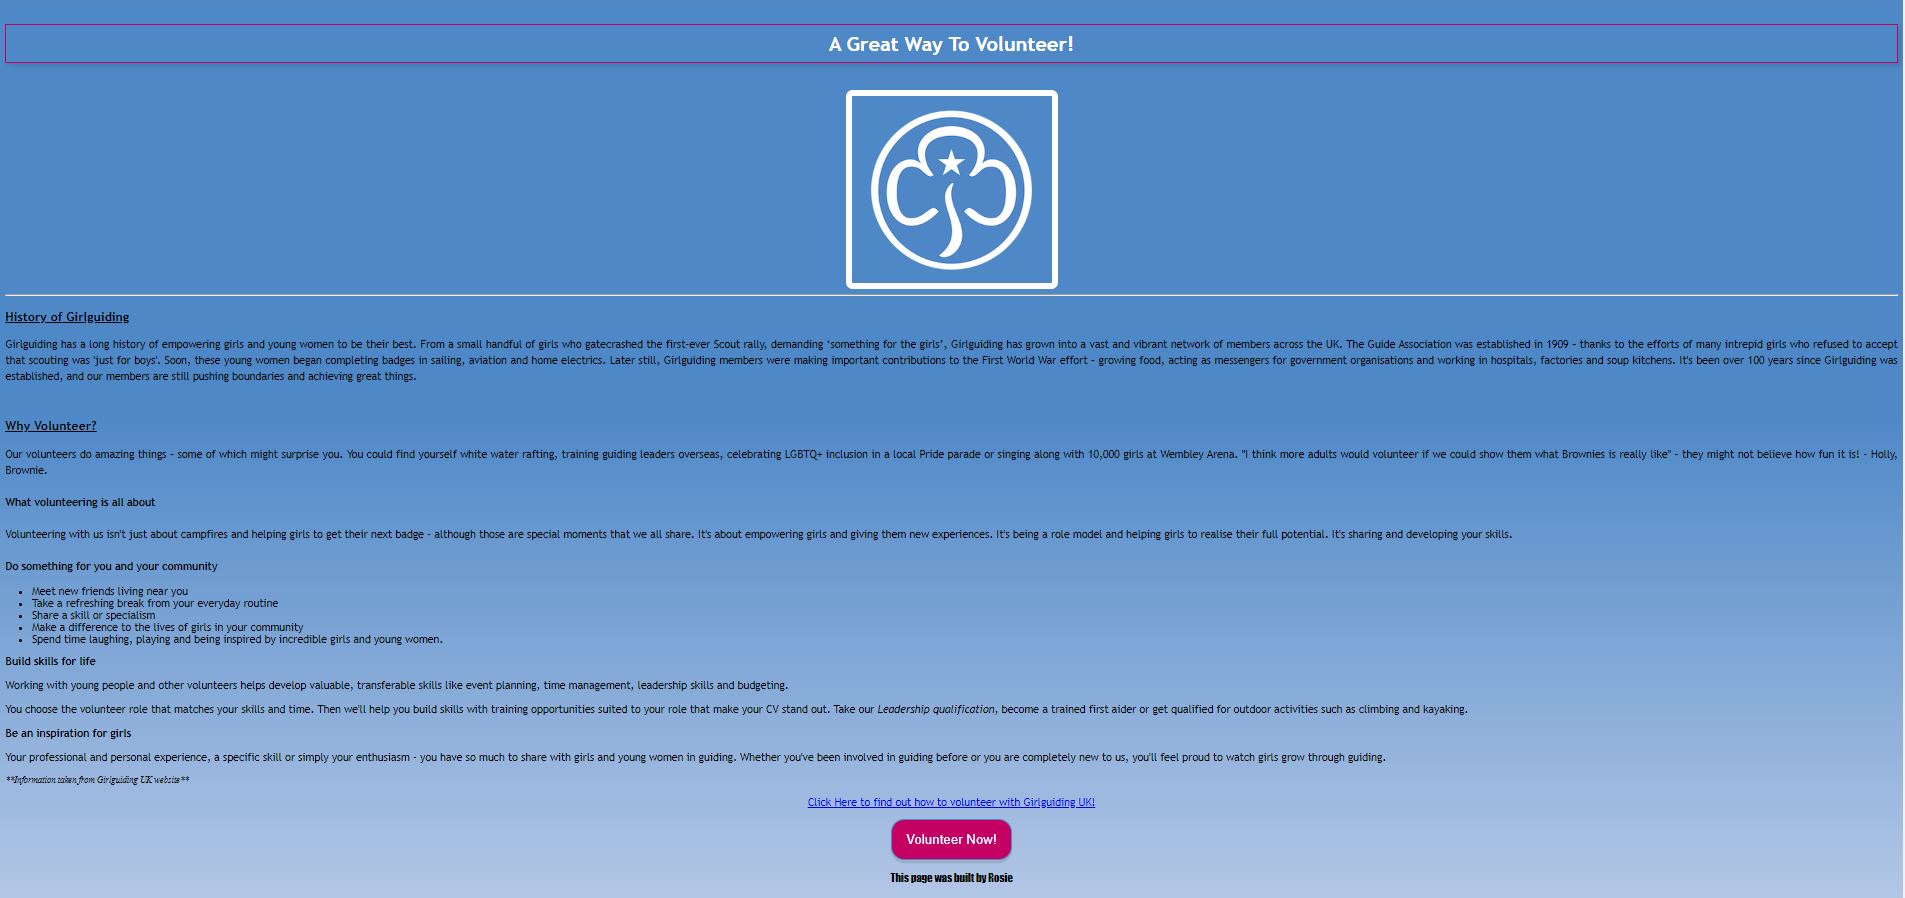 A Great Way To Volunteer!
History of Girlguiding
Girlguiding has a long history of empowering girls and young women to be their best. From a small handful of girls who gatecrashed the first-ever Scout rally, demanding ‘something for the girls’, Girlguiding has grown into a vast and vibrant network of members across the UK. The Guide Association was established in 1909 - thanks to the efforts of many intrepid girls who refused to accept
that scouting was 'just for boys'. Soon, these young women began completing badges in sailing, aviation and home electrics. Later still, Girlguiding members were making important contributions to the First World War effort - growing food, acting as messengers for government organisations and working in hospitals, factories and soup kitchens. It's been over 100 years since Girlguiding was
established, and our members are still pushing boundaries and achieving great things.
Why Volunteer?
Our volunteers do amazing things - some of which might surprise you. You could find yourself white water rafting, training guiding leaders overseas, celebrating LGBTQ+ inclusion in a local Pride parade or singing along with 10,000 girls at Wembley Arena. "I think more adults would volunteer if we could show them what Brownies is really like" - they might not believe how fun it is! - Holly,
Brownie.
What volunteering is all about
Volunteering with us isn't just about campfires and helping girls to get their next badge - although those are special moments that we all share. It's about empowering girls and giving them new experiences. It's being a role model and helping girls to realise their full potential. It's sharing and developing your skills.
Do something for you and your community
• Meet new friends living near you
• Take a refreshing break from your everyday routine
• Share a skill or specialism
• Make a difference to the lives of girls in your community
• Spend time laughing, playing and being inspired by incredible girls and young women.
Build skills for life
Working with young people and other volunteers helps develop valuable, transferable skills like event planning, time management, leadership skills and budgeting.
You choose the volunteer role that matches your skills and time. Then we'll help you build skills with training opportunities suited to your role that make your CV stand out. Take our Leadership qualification, become a trained first aider or get qualified for outdoor activities such as climbing and kayaking.
Be an inspiration for girls
Your professional and personal experience, a specific skill or simply your enthusiasm - you have so much to share with girls and young women in guiding. Whether you've been involved in guiding before or you are completely new to us, you'll feel proud to watch girls grow through guiding.
**Information taken from Girlguiding UK website**
Click Here to find out how to volunteer with Girlguiding UK!
Volunteer Now!
This page was built by Rosie